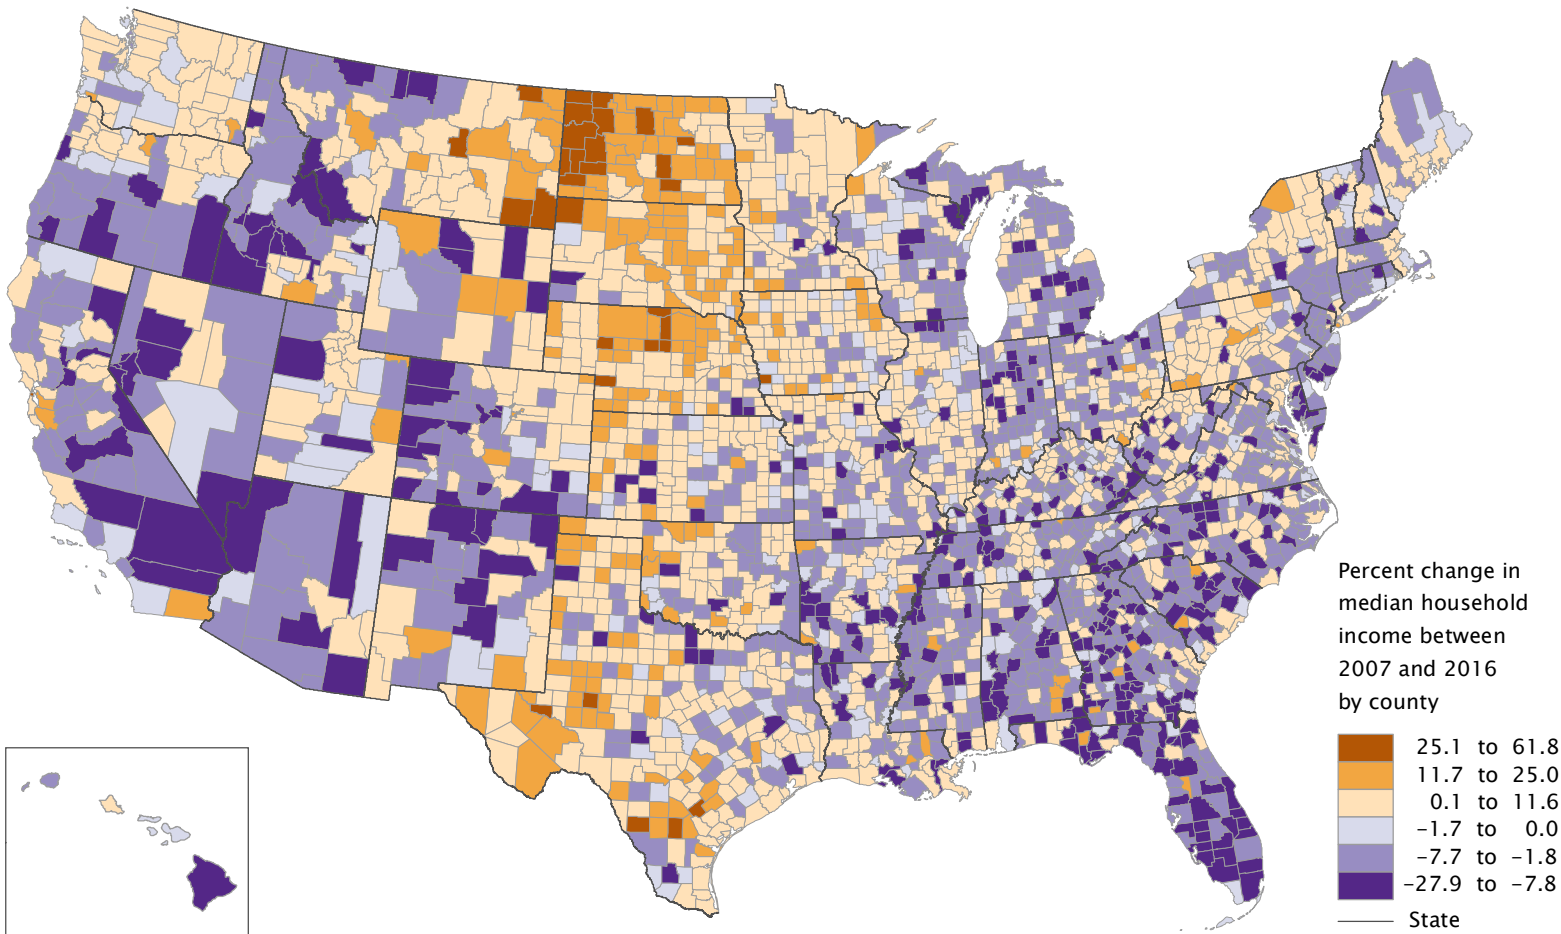 Percent change in
median household
income between
2007 and 2016
by county
25.1 to 61.8
11.7 to 25.0
0.1 to 11.6
−1.7 to 0.0
−7.7 to −1.8
−27.9 to −7.8
State